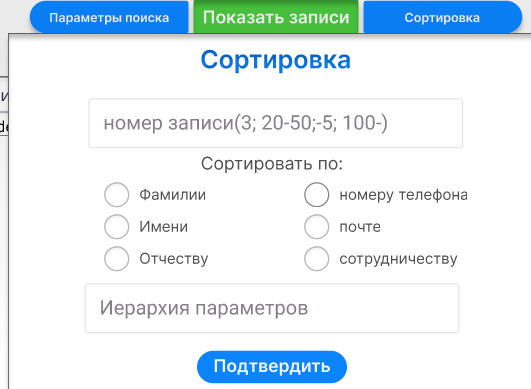 Параметры поиска Показать записи Сортировка
Сортировка
номер записи(3; 20-50;-5; 100-)
Сортировать по:
Фамилии номеру телефона
Имени почте
Отчеству сотрудничеству
Иерархия параметров
Подтвердить